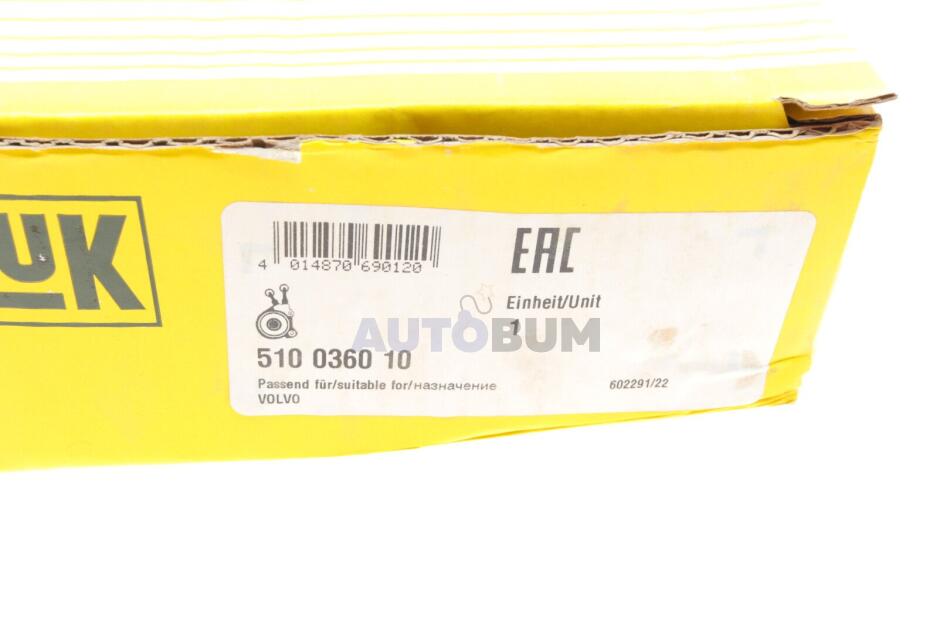 LUK
4 014870 690120
EAC
Einheit/Unit
1
AUTOBUM
510 0360 10
Passend für/suitable for/назначение
VOLVO
602291/22